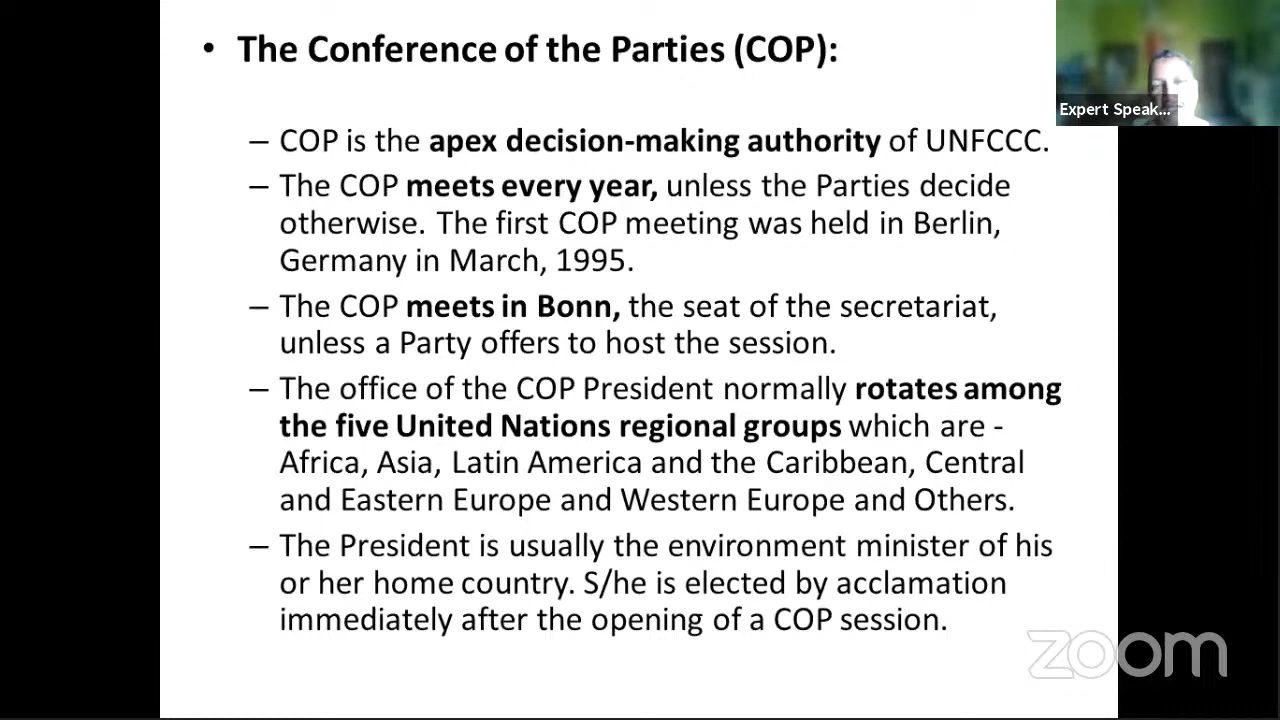 • The Conference of the Parties (COP):
Expert Speak...
– COP is the apex decision-making authority of UNFCCC.
– The COP meets every year, unless the Parties decide
otherwise. The first COP meeting was held in Berlin,
Germany in March, 1995.
– The COP meets in Bonn, the seat of the secretariat,
unless a Party offers to host the session.
– The office of the COP President normally rotates among
the five United Nations regional groups which are -
Africa, Asia, Latin America and the Caribbean, Central
and Eastern Europe and Western Europe and Others.
– The President is usually the environment minister of his
or her home country. S/he is elected by acclamation
immediately after the opening of a COP session.
zoom